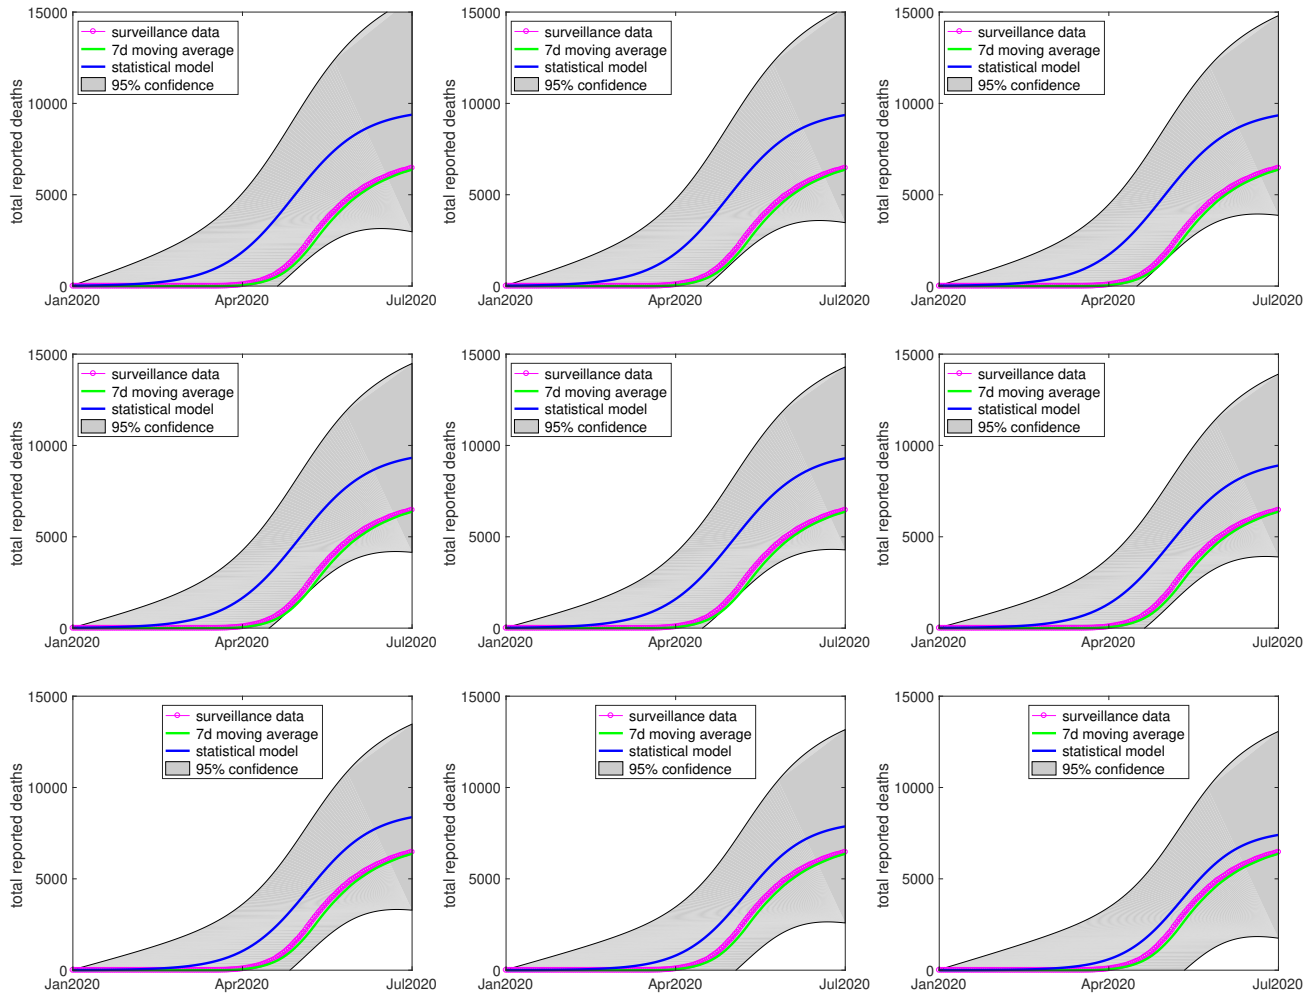 15000
10000
5000
0
total reported deaths
surveillance data
7d moving average
statistical model
95% confidence
Jan2020 Apr2020 Jul2020
15000
10000
5000
0
total reported deaths
surveillance data
7d moving average
statistical model
95% confidence
Jan2020 Apr2020 Jul2020
15000
10000
5000
0
total reported deaths
surveillance data
7d moving average
statistical model
95% confidence
Jan2020 Apr2020 Jul2020
15000
10000
5000
0
total reported deaths
surveillance data
7d moving average
statistical model
95% confidence
Jan2020 Apr2020 Jul2020
15000
10000
5000
0
total reported deaths
surveillance data
7d moving average
statistical model
95% confidence
Jan2020 Apr2020 Jul2020
15000
10000
5000
0
total reported deaths
surveillance data
7d moving average
statistical model
95% confidence
Jan2020 Apr2020 Jul2020
15000
10000
5000
0
total reported deaths
surveillance data
7d moving average
statistical model
95% confidence
Jan2020 Apr2020 Jul2020
15000
10000
5000
0
total reported deaths
surveillance data
7d moving average
statistical model
95% confidence
Jan2020 Apr2020 Jul2020
15000
10000
5000
0
total reported deaths
surveillance data
7d moving average
statistical model
95% confidence
Jan2020 Apr2020 Jul2020